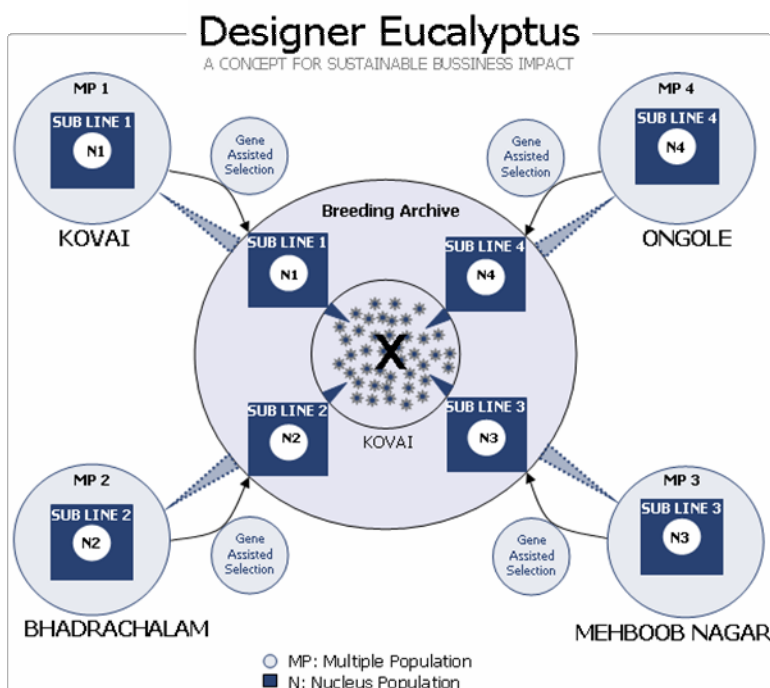 Designer Eucalyptus
A CONCEPT FOR SUSTAINABLE BUSSINESS IMPACT
MP 1
SUB LINE 1
N1
KOVAI
Gene
Assisted
Selection
MP 4
SUB LINE 4
N4
ONGOLE
Gene
Assisted
Selection
Breeding Archive
SUB LINE 1
N1
SUB LINE 4
N4
X
KOVAI
SUB LINE 2
N2
SUB LINE 3
N3
MP 2
SUB LINE 2
N2
BHADRACHALAM
Gene
Assisted
Selection
MP 3
SUB LINE 3
N3
MEHBOOB NAGAR
Gene
Assisted
Selection
MP: Multiple Population
N: Nucleus Population